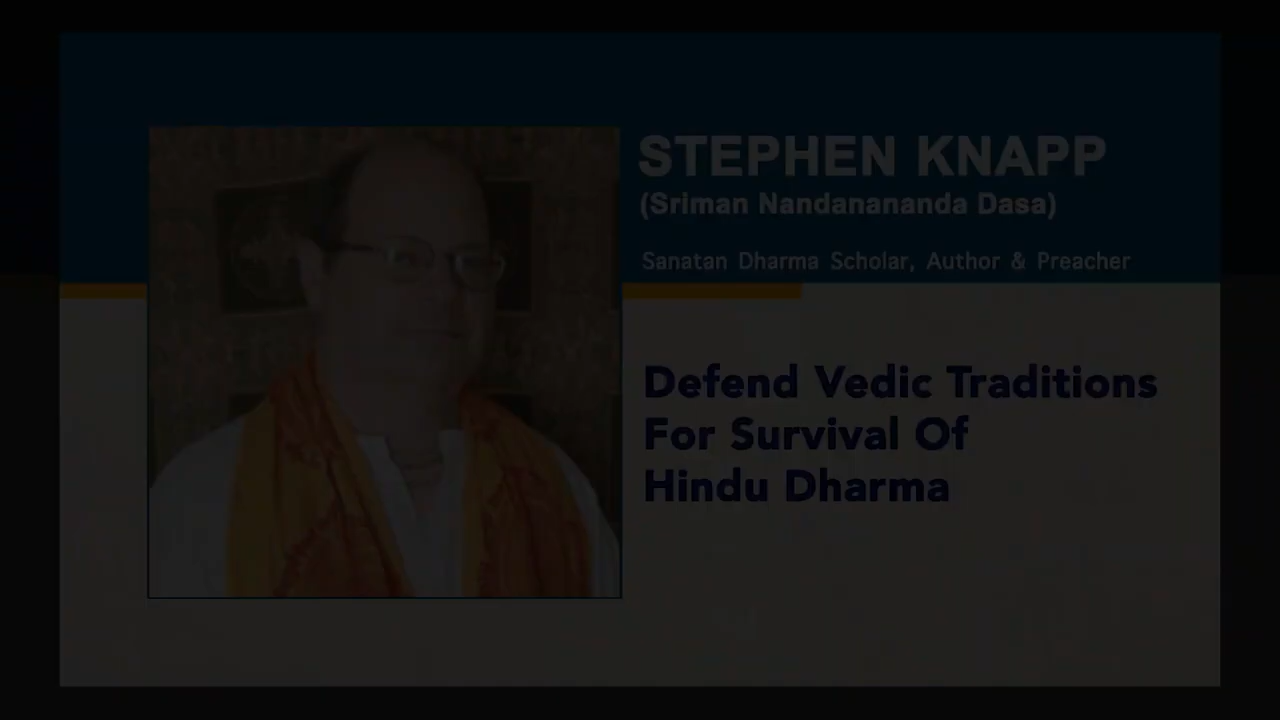 STEPHEN KNAPP
(Sriman Nandanananda Dasa)
Sanatan Dharma Scholar, Author & Preacher
Defend Vedic Traditions
For Survival Of
Hindu Dharma